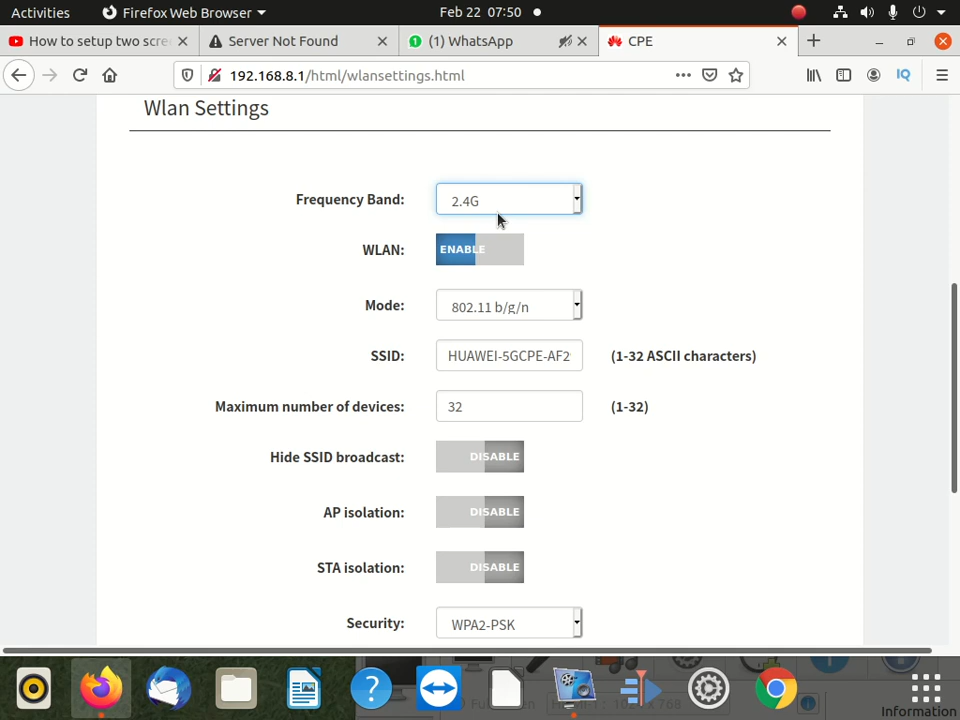 Activities Firefox Web Browser Feb 22 07:50
How to setup two scre Server Not Found (1) WhatsApp CPE
192.168.8.1/html/wlansettings.html IQ
Wlan Settings
Frequency Band: 2.4G
WLAN: ENABLE
Mode: 802.11 b/g/n
SSID: HUAWEI-5GCPE-AF2 (1-32 ASCII characters)
Maximum number of devices: 32 (1-32)
Hide SSID broadcast: DISABLE
AP isolation: DISABLE
STA isolation: DISABLE
Security: WPA2-PSK
Information